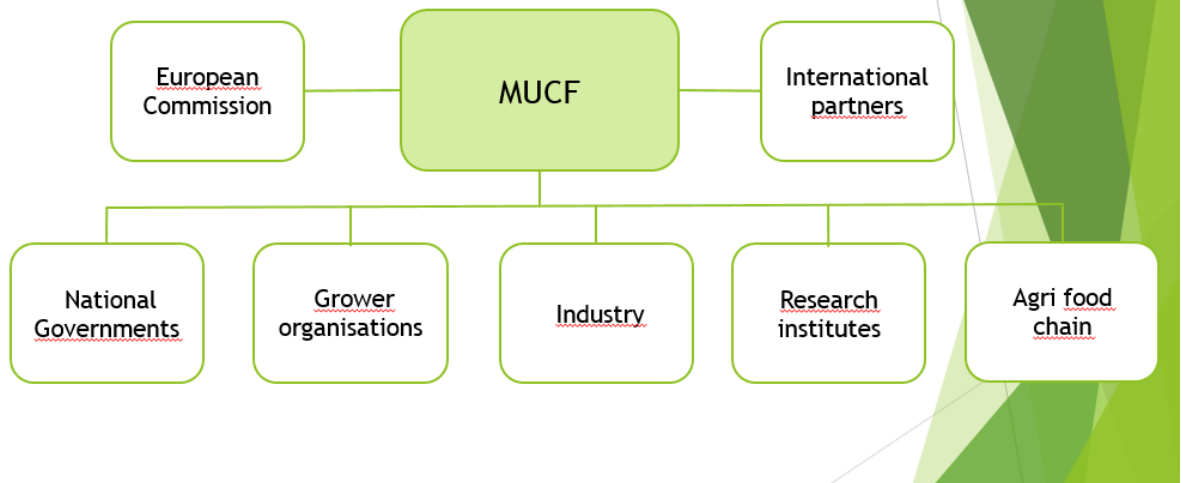 European
Commission
MUCF
International
partners
National
Governments
Grower
organisations
Industry
Research
institutes
Agri food
chain